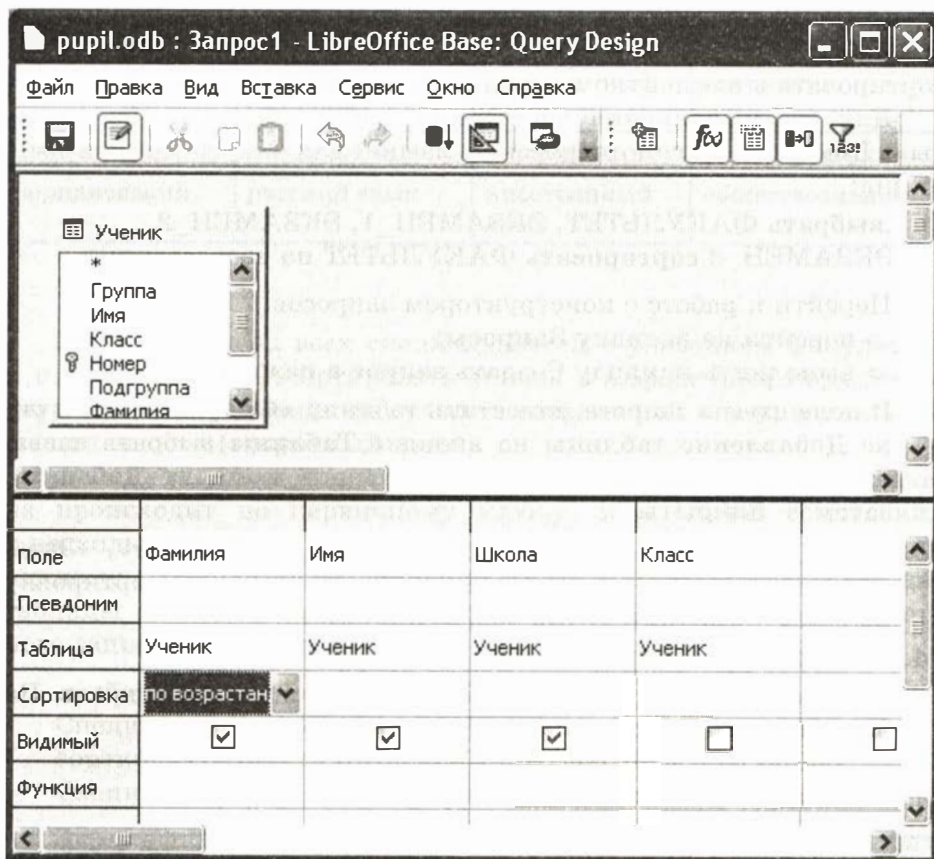 pupil.odb : Запрос1 - LibreOffice Base: Query Design
Файл Правка Вид Вставка Сервис Окно Справка
Ученик
*
Группа
Имя
Класс
Номер
Подгруппа
Фамилия
Поле Фамилия Имя Школа Класс
Псевдоним
Таблица Ученик Ученик Ученик Ученик
Сортировка по возрастан
Видимый
Функция